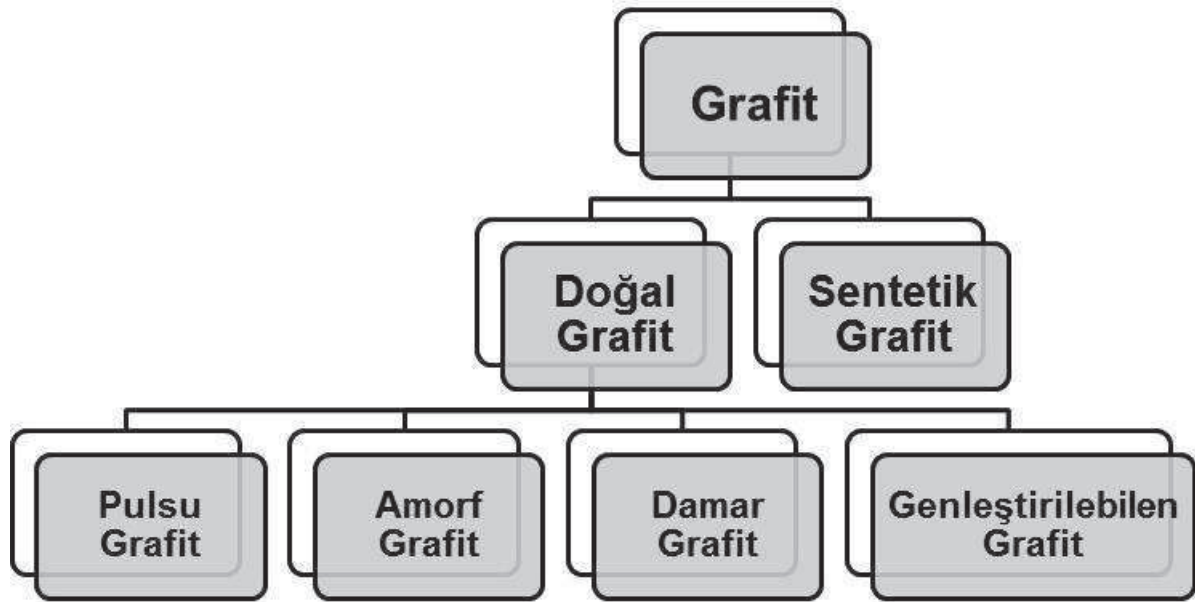 Grafit
Doğal
Grafit
Sentetik
Grafit
Pulsu
Grafit
Amorf
Grafit
Damar
Grafit
Genleştirilebilen
Grafit